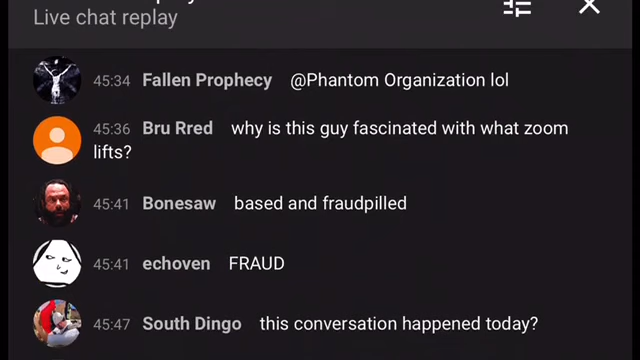 Live chat replay
45:34 Fallen Prophecy @Phantom Organization lol
45:36 Bru Rred why is this guy fascinated with what zoom
lifts?
45:41 Bonesaw based and fraudpilled
45:41 echoven FRAUD
45:47 South Dingo this conversation happened today?